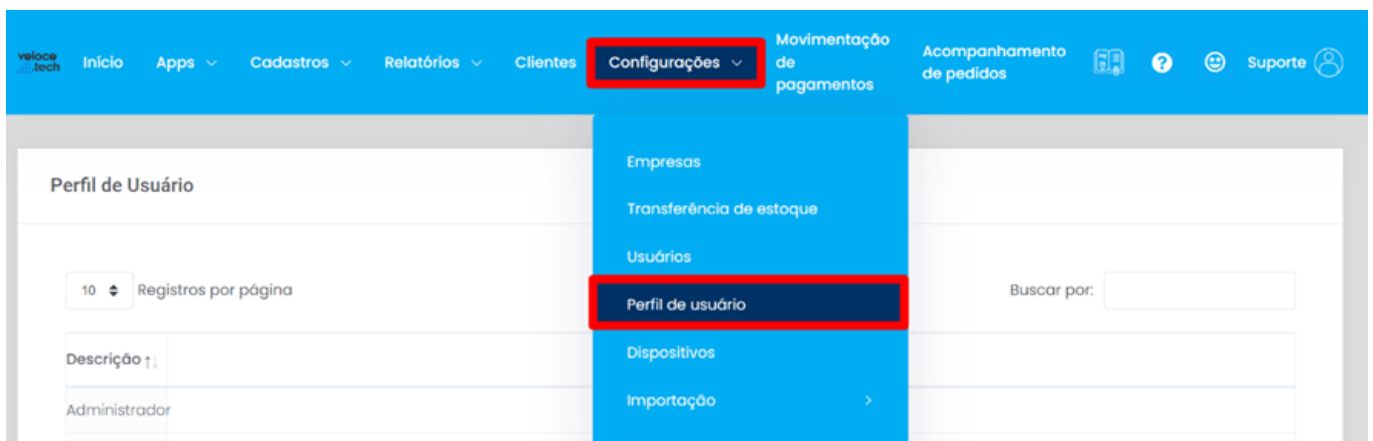 veloce
.tech
Início
Apps
Cadastros
Relatórios
Clientes
Configurações
Movimentação
de
pagamentos
Acompanhamento
de pedidos
?
Suporte
Empresas
Transferência de estoque
Usuários
Perfil de usuário
Dispositivos
Importação
Perfil de Usuário
10 Registros por página
Buscar por:
Descrição
Administrador